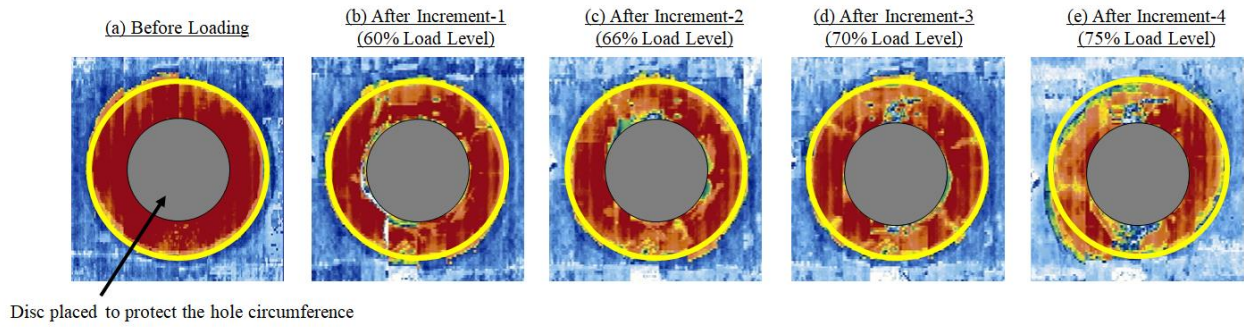 (a) Before Loading
(b) After Increment-1
(60% Load Level)
(c) After Increment-2
(66% Load Level)
(d) After Increment-3
(70% Load Level)
(e) After Increment-4
(75% Load Level)
Disc placed to protect the hole circumference